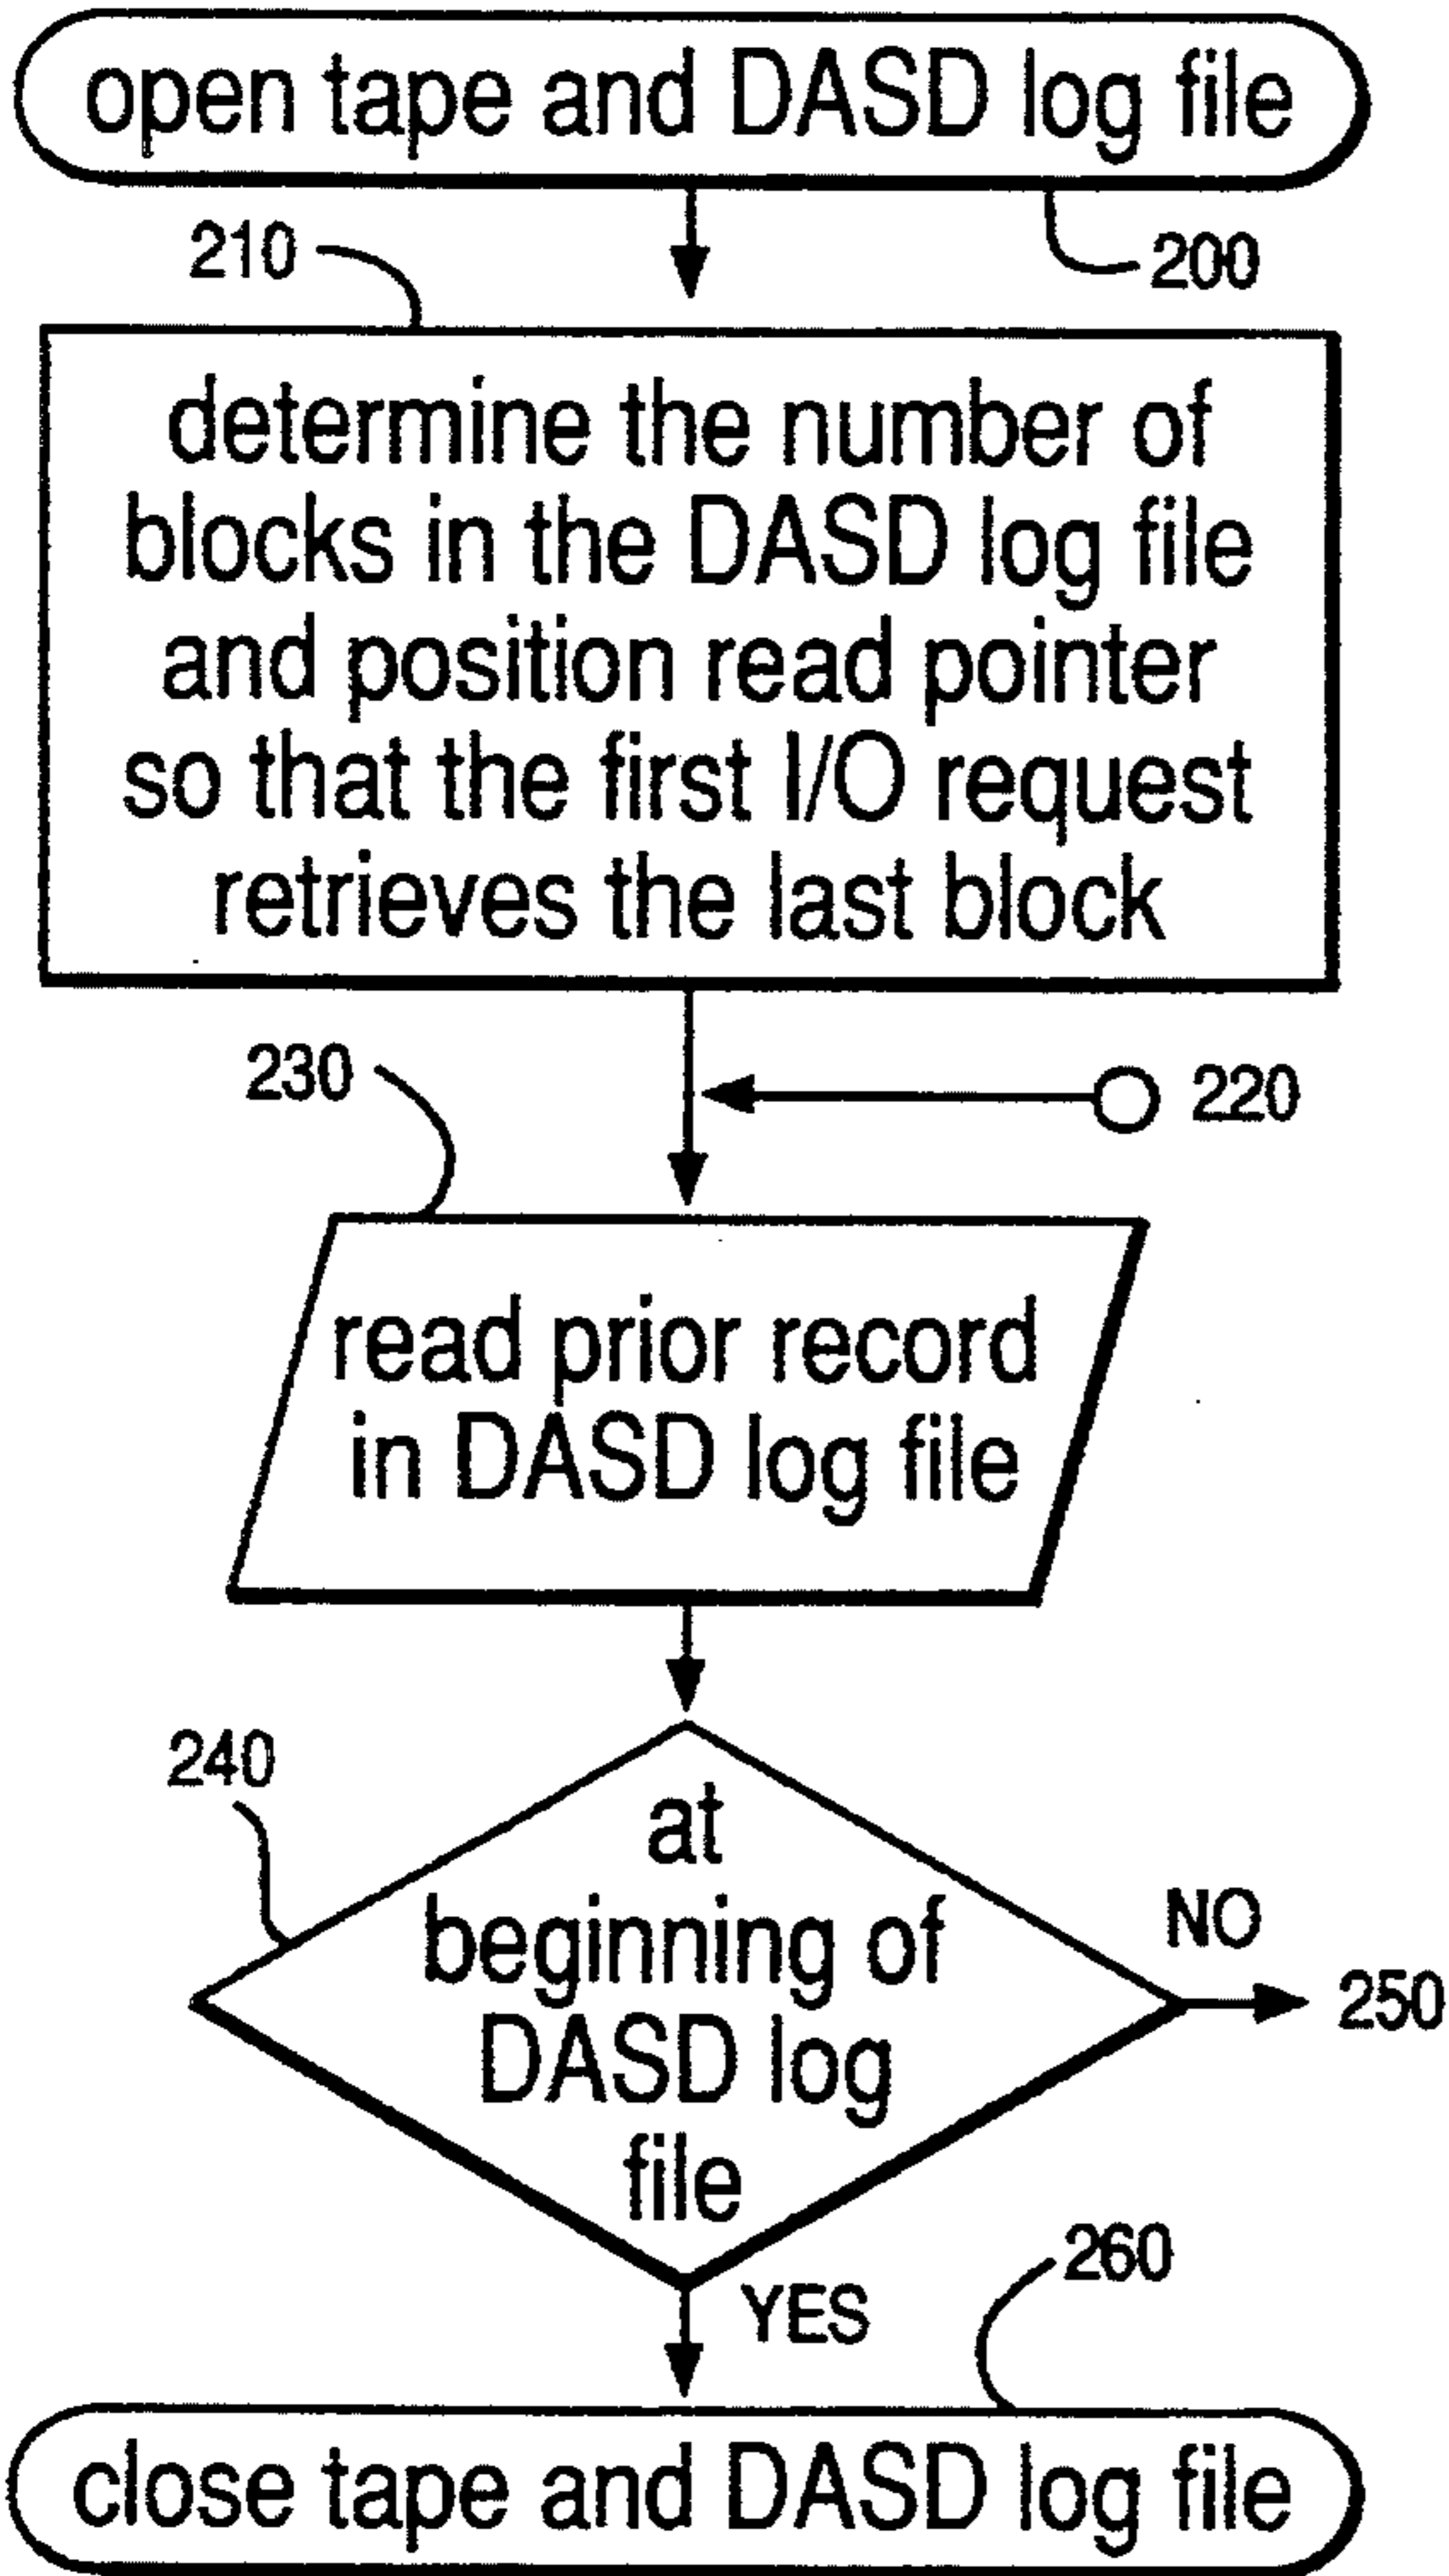 open tape and DASD log file
210
200
determine the number of
blocks in the DASD log file
and position read pointer
so that the first I/O request
retrieves the last block
230
220
read prior record
in DASD log file
240
at
beginning of
DASD log
file
NO
250
YES
260
close tape and DASD log file